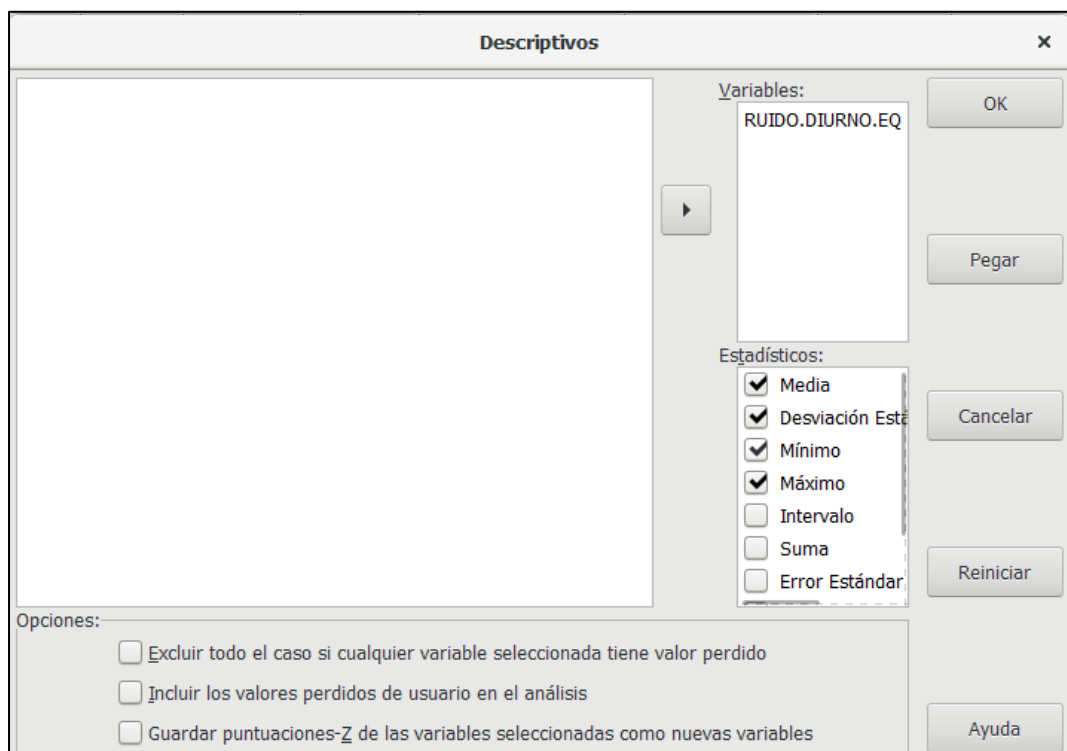 Descriptivos
Variables:
RUIDO.DIURNO.EQ
OK
Pegar
Estadísticos:
Media
Desviación Está
Mínimo
Máximo
Intervalo
Suma
Error Estándar
Cancelar
Reiniciar
Opciones:
Excluir todo el caso si cualquier variable seleccionada tiene valor perdido
Incluir los valores perdidos de usuario en el análisis
Guardar puntuaciones-Z de las variables seleccionadas como nuevas variables
Ayuda